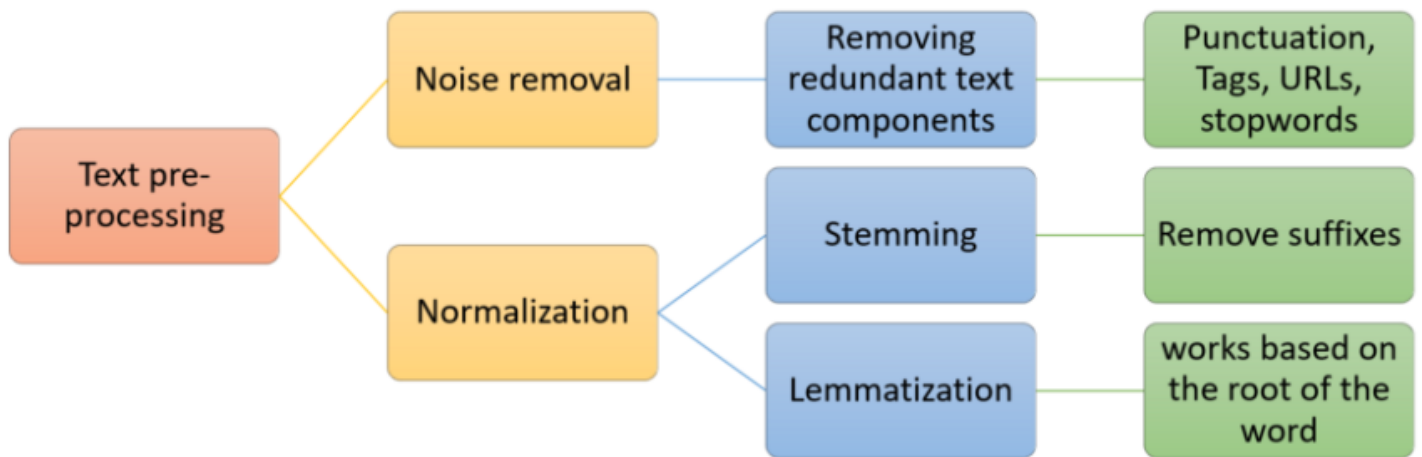 Text pre-
processing
Noise removal
Removing
redundant text
components
Punctuation,
Tags, URLs,
stopwords
Normalization
Stemming
Remove suffixes
Lemmatization
works based on
the root of the
word